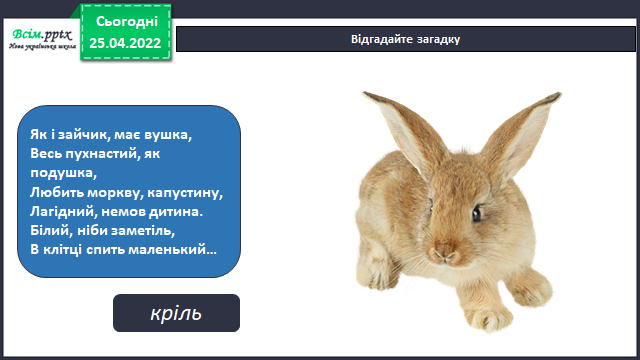 Всім.pptx
Нова українська школа
Сьогодні
25.04.2022
Відгадайте загадку
Як і зайчик, має вушка,
Весь пухнастий, як
подушка,
Любить моркву, капустину,
Лагідний, немов дитина.
Білий, ніби заметіль,
В клітці спить маленький…
кріль